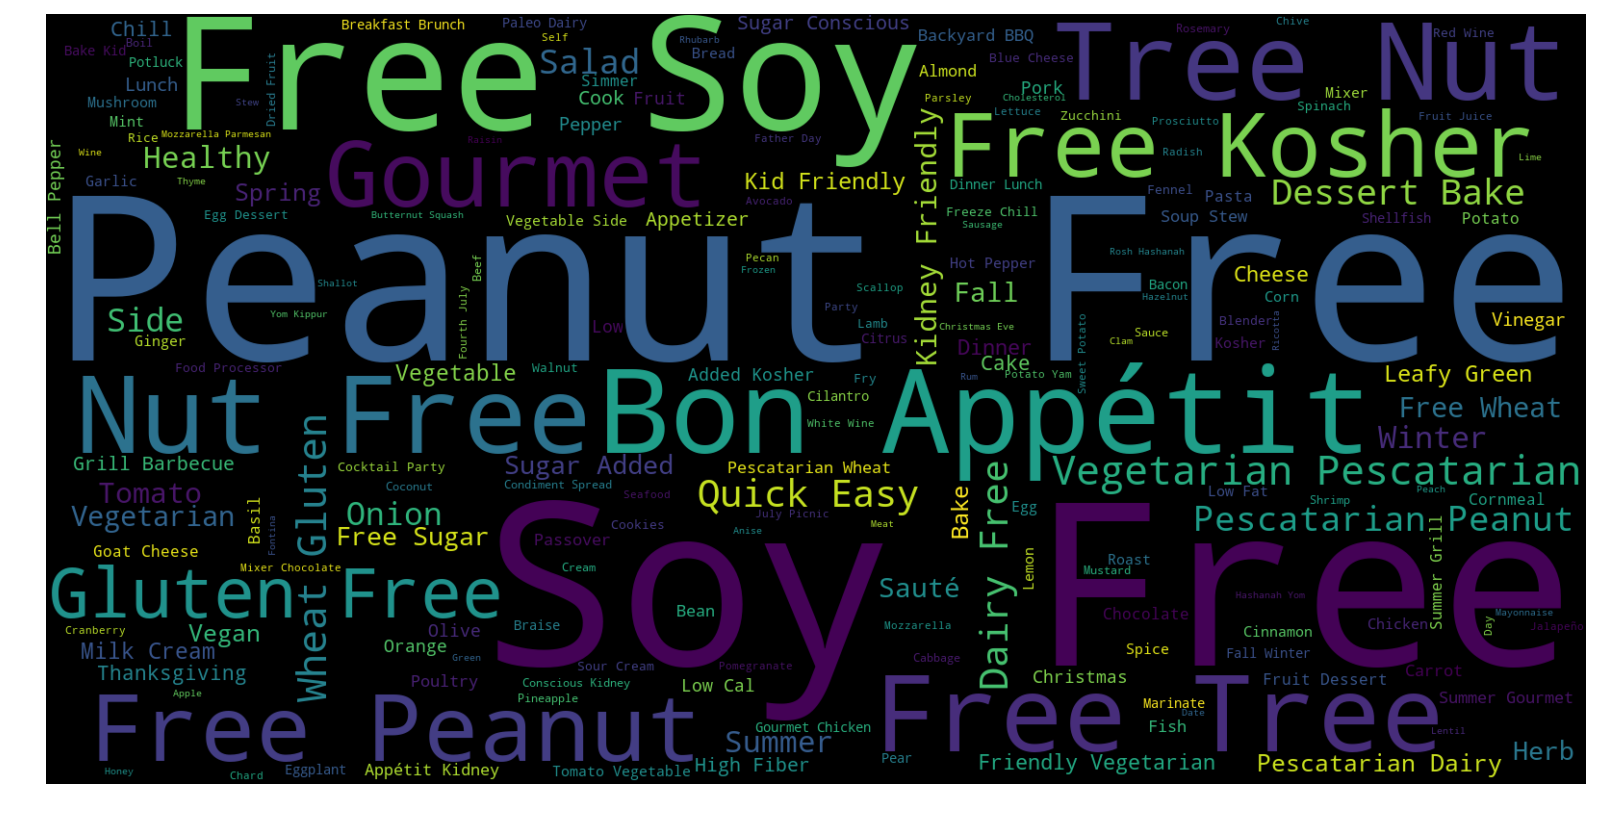 Free Soy
Tree Nut
Chill
Breakfast Brunch
Paleo Dairy
Sugar Conscious
Rosemary
Chive
Bake Kid
Boil
Self
Rhubarb
Bread
Backyard BBQ
Red Wine
Potluck
Dried Fruit
Salad
Blue Cheese
Lunch
Simmer
Almond
Pork
Mixer
Mushroom
Stew
Cook
Fruit
Parsley
Cholesterol
Spinach
Mint
Pepper
Lettuce
Zucchini
Prosciutto
Fruit Juice
Rice
Mozzarella Parmesan
Raisin
Father Day
Free Kosher
Wine
Healthy
Gourmet
Radish
Lime
Bell Pepper
Garlic
Thyme
Spring
Kid Friendly
Kidney Friendly
Dinner Lunch
Fennel
Pasta
Dessert Bake
Egg Dessert
Butternut Squash
Vegetable Side
Appetizer
Avocado
Freeze Chill
Sausage
Soup Stew
Shellfish
Potato
Peanut Free
Pecan
Frozen
Beef
Rosh Hashanah
Hot Pepper
Cheese
Shallot
Scallop
Fall
Bacon
Hazelnut
Corn
Side
Yom Kippur
Fourth July
Party
Low
Lamb
Citrus
Christmas Eve
Sauce
Clam
Blender
Kosher
Ricotta
Vinegar
Ginger
Dinner
Sweet Potato
Food Processor
Vegetable
Walnut
Added Kosher
Fry
Cake
Rum
Potato Yam
Leafy Green
Nut Free
Bon Appétit
Cilantro
White Wine
Free Wheat
Winter
Grill Barbecue
Wheat Gluten
Cocktail Party
Sugar Added
Pescatarian Wheat
Vegetarian Pescatarian
Tomato
Coconut
Condiment Spread
Seafood
Quick Easy
Bake
Dairy Free
Low Fat
Peach
Vegetarian
Basil
Fontina
Onion
Cookies
July Picnic
Meat
Egg
Shrimp
Cornmeal
Pescatarian Peanut
Free Sugar
Passover
Anise
Goat Cheese
Soy Free
Summer Grill
Mixer Chocolate
Cream
Lemon
Roast
Mustard
Gluten Free
Bean
Sauté
Hashanah Yom
Chocolate
Mayonnaise
Cranberry
Vegan
Olive
Braise
Mozzarella
Cinnamon
Chicken
Day
Jalapeño
Milk Cream
Orange
Green
Sour Cream
Pomegranate
Cabbage
Spice
Fall Winter
Thanksgiving
Poultry
Conscious Kidney
Low Cal
Christmas
Fruit Dessert
Carrot
Apple
Pineapple
Marinate
Date
Summer Gourmet
Free Peanut
Gourmet Chicken
Free Tree
Fish
Lentil
Summer
Herb
Honey
Chard
Eggplant
Appétit Kidney
Tomato Vegetable
High Fiber
Pear
Friendly Vegetarian
Pescatarian Dairy